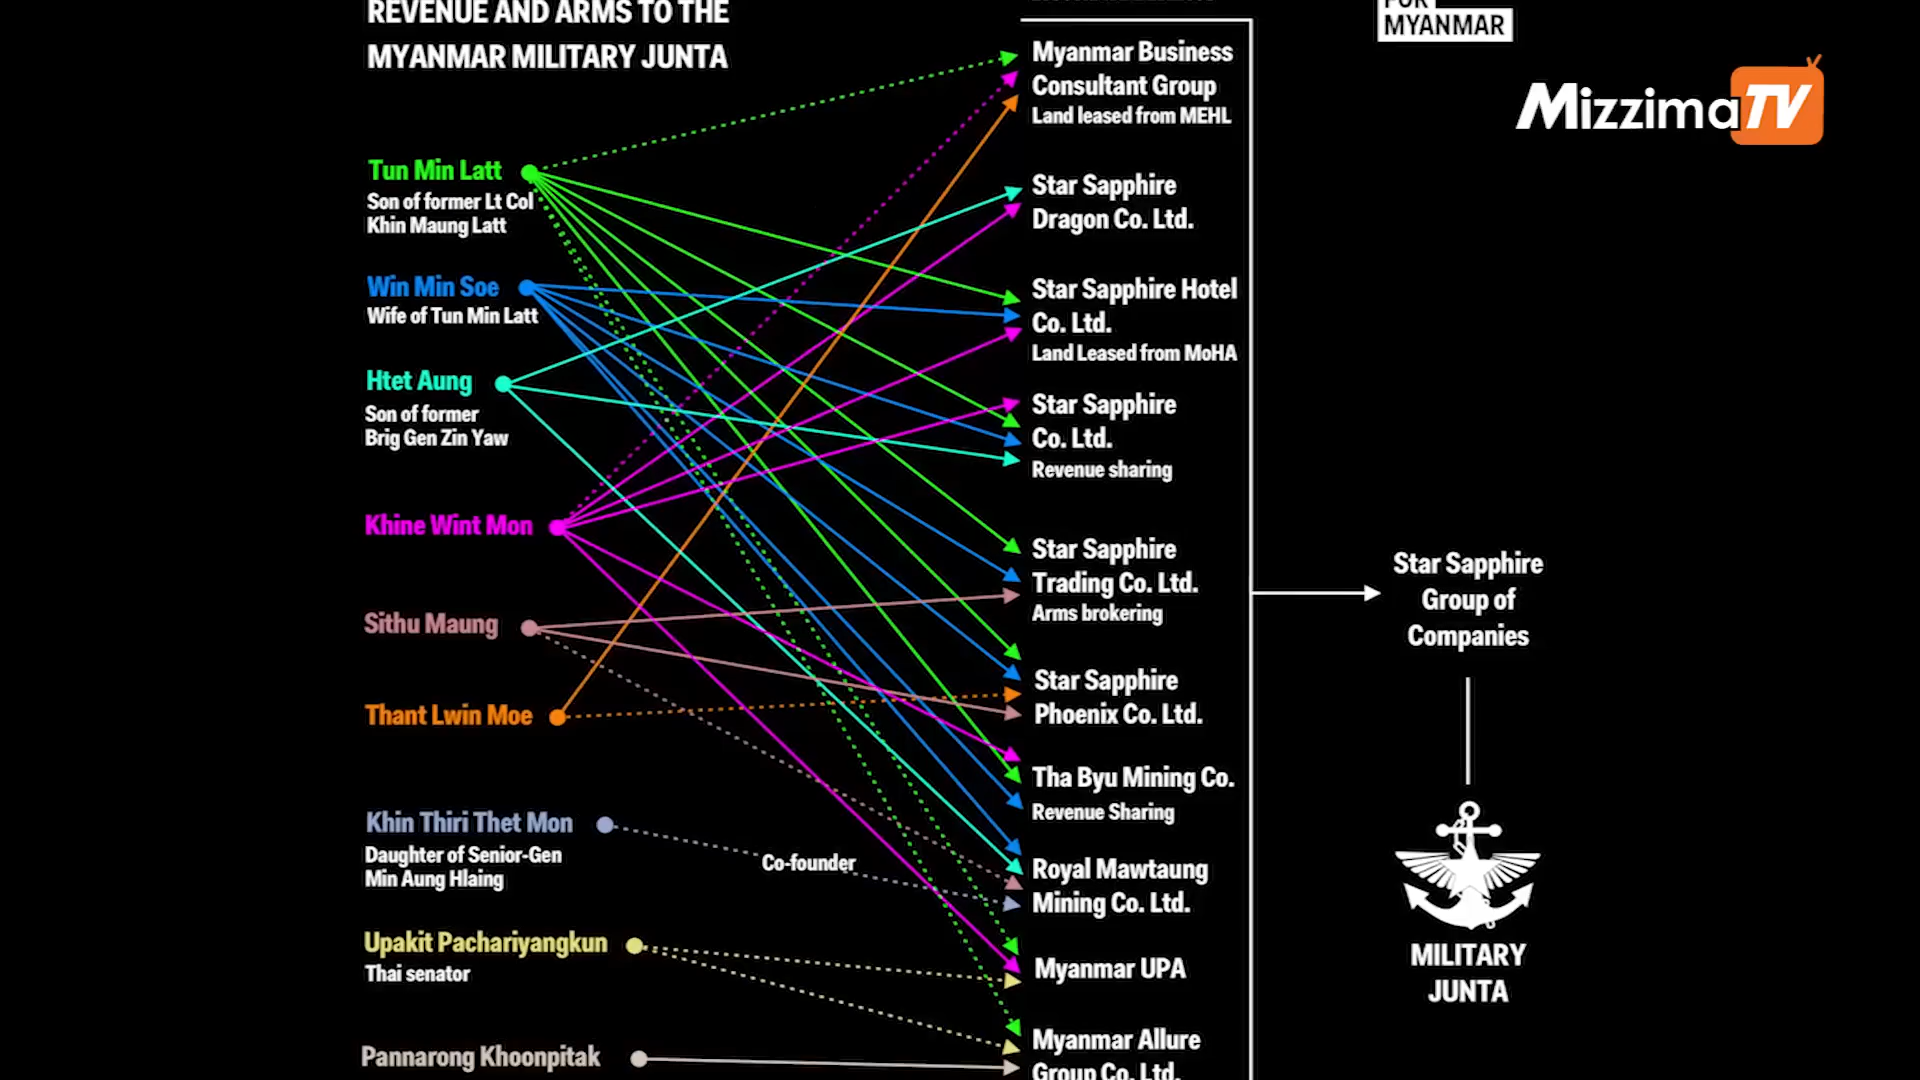 REVENUE AND ARMS TO THE
MYANMAR MILITARY JUNTA
Tun Min Latt
Son of former Lt Col
Khin Maung Latt
Win Min Soe
Wife of Tun Min Latt
Htet Aung
Son of former
Brig Gen Zin Yaw
Khine Wint Mon
Sithu Maung
Thant Lwin Moe
Khin Thiri Thet Mon
Daughter of Senior-Gen
Min Aung Hlaing
Co-founder
Upakit Pachariyangkun
Thai senator
Pannarong Khoonpitak
Myanmar Business
Consultant Group
Land leased from MEHL
Star Sapphire
Dragon Co. Ltd.
Star Sapphire Hotel
Co. Ltd.
Land Leased from MoHA
Star Sapphire
Co. Ltd.
Revenue sharing
Star Sapphire
Trading Co. Ltd.
Arms brokering
Star Sapphire
Phoenix Co. Ltd.
Tha Byu Mining Co.
Revenue Sharing
Royal Mawtaung
Mining Co. Ltd.
Myanmar UPA
Myanmar Allure
Group Co. Ltd.
FOR
MYANMAR
Mizzima TV
Star Sapphire
Group of
Companies
MILITARY
JUNTA